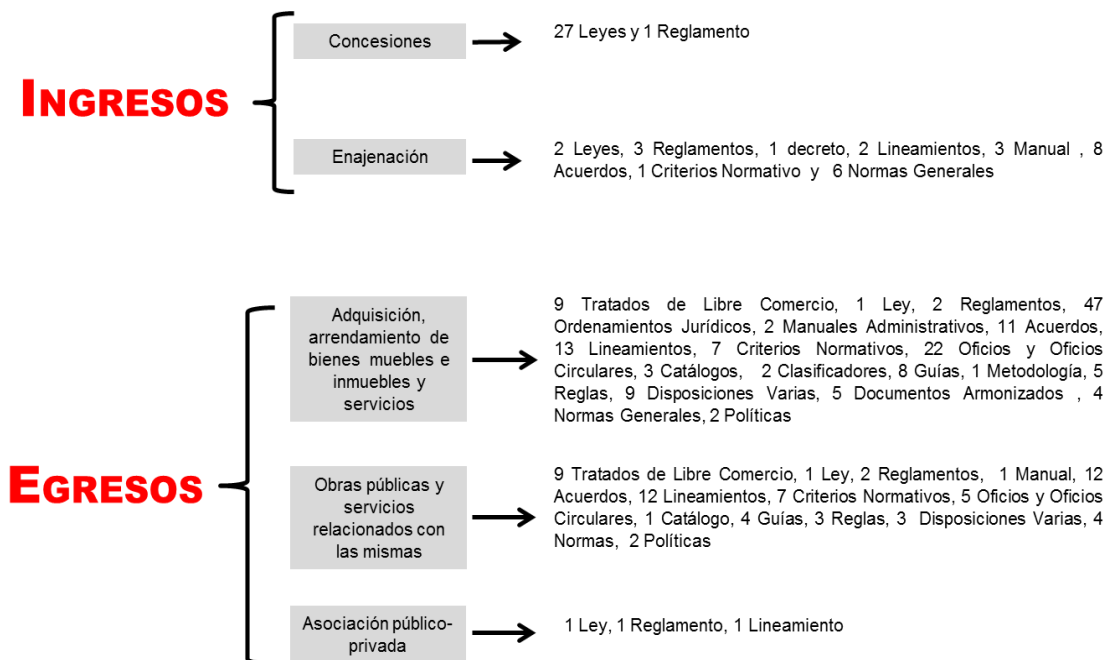 INGRESOS
Concesiones
27 Leyes y 1 Reglamento
Enajenación
2 Leyes, 3 Reglamentos, 1 decreto, 2 Lineamientos, 3 Manual , 8
Acuerdos, 1 Criterios Normativo y 6 Normas Generales
EGRESOS
Adquisición,
arrendamiento de
bienes muebles e
inmuebles y
servicios
9 Tratados de Libre Comercio, 1 Ley, 2 Reglamentos, 47
Ordenamientos Jurídicos, 2 Manuales Administrativos, 11 Acuerdos,
13 Lineamientos, 7 Criterios Normativos, 22 Oficios y Oficios
Circulares, 3 Catálogos, 2 Clasificadores, 8 Guías, 1 Metodología, 5
Reglas, 9 Disposiciones Varias, 5 Documentos Armonizados , 4
Normas Generales, 2 Políticas
Obras públicas y
servicios
relacionados con
las mismas
9 Tratados de Libre Comercio, 1 Ley, 2 Reglamentos, 1 Manual, 12
Acuerdos, 12 Lineamientos, 7 Criterios Normativos, 5 Oficios y Oficios
Circulares, 1 Catálogo, 4 Guías, 3 Reglas, 3 Disposiciones Varias, 4
Normas, 2 Políticas
Asociación público-
privada
1 Ley, 1 Reglamento, 1 Lineamiento